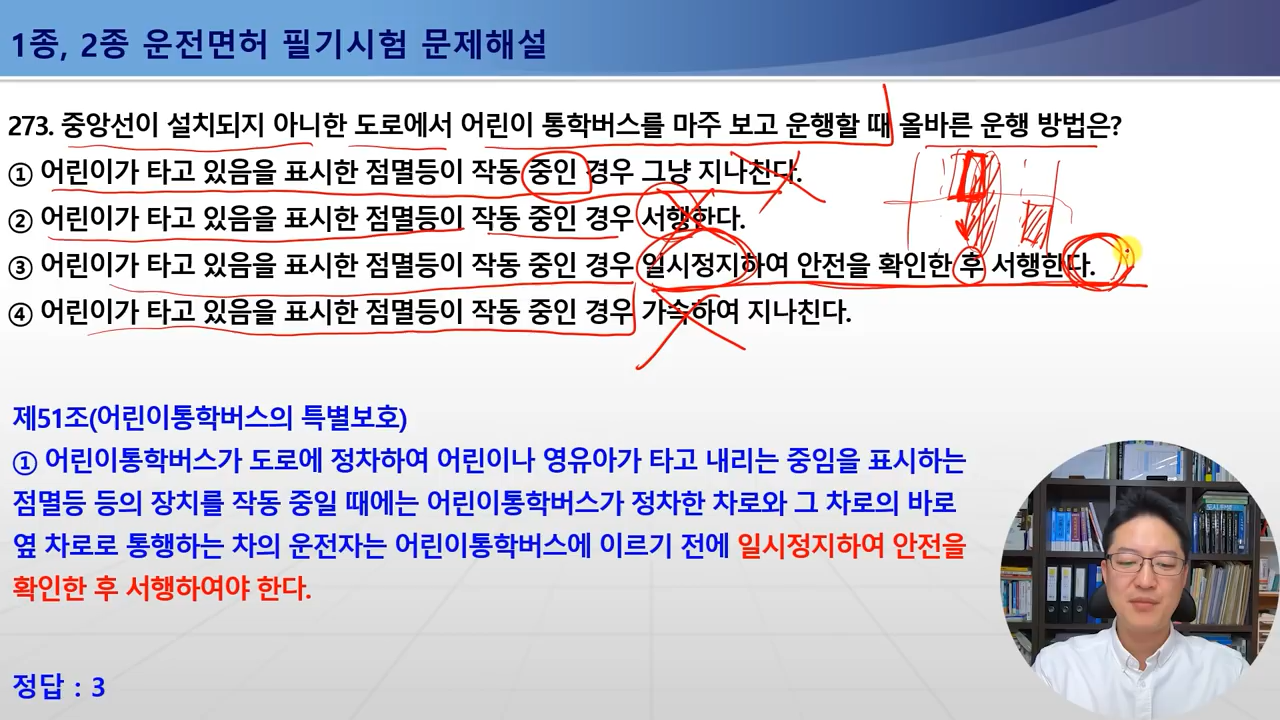 1종, 2종 운전면허 필기시험 문제해설
273. 중앙선이 설치되지 아니한 도로에서 어린이 통학버스를 마주 보고 운행할 때 올바른 운행 방법은?
① 어린이가 타고 있음을 표시한 점멸등이 작동 중인 경우 그냥 지나친다.
② 어린이가 타고 있음을 표시한 점멸등이 작동 중인 경우 서행한다.
③ 어린이가 타고 있음을 표시한 점멸등이 작동 중인 경우 일시정지하여 안전을 확인한 후 서행한다.
④ 어린이가 타고 있음을 표시한 점멸등이 작동 중인 경우 가속하여 지나친다.
제51조(어린이통학버스의 특별보호)
① 어린이통학버스가 도로에 정차하여 어린이나 영유아가 타고 내리는 중임을 표시하는
점멸등 등의 장치를 작동 중일 때에는 어린이통학버스가 정차한 차로와 그 차로의 바로
옆 차로로 통행하는 차의 운전자는 어린이통학버스에 이르기 전에 일시정지하여 안전을
확인한 후 서행하여야 한다.
정답 : 3